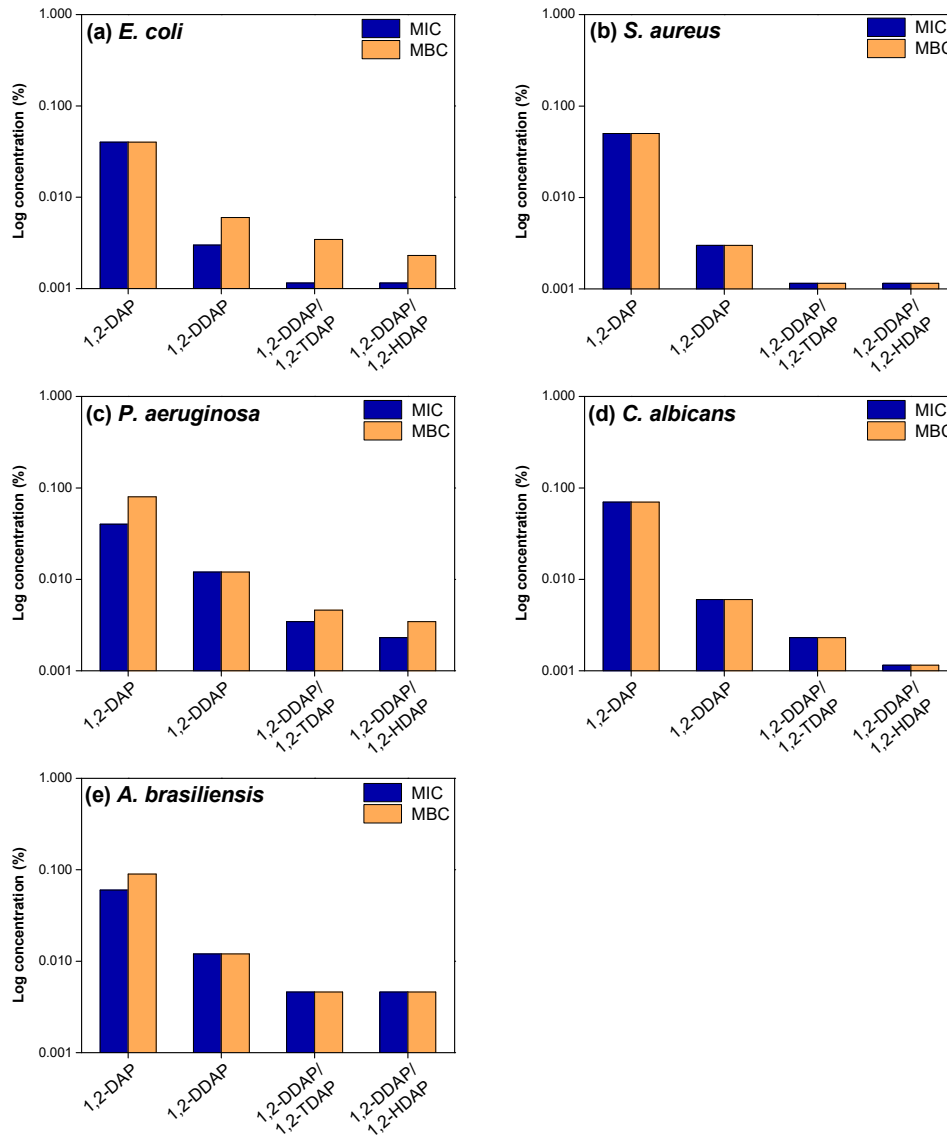 (a) E. coli
MIC
MBC
Log concentration (%)
1.000
0.100
0.010
0.001
1,2-DAP
1,2-DDAP
1,2-DDAP/
1,2-TDAP
1,2-DDAP/
1,2-HDAP
(b) S. aureus
MIC
MBC
Log concentration (%)
1.000
0.100
0.010
0.001
1,2-DAP
1,2-DDAP
1,2-DDAP/
1,2-TDAP
1,2-DDAP/
1,2-HDAP
(c) P. aeruginosa
MIC
MBC
Log concentration (%)
1.000
0.100
0.010
0.001
1,2-DAP
1,2-DDAP
1,2-DDAP/
1,2-TDAP
1,2-DDAP/
1,2-HDAP
(d) C. albicans
MIC
MBC
Log concentration (%)
1.000
0.100
0.010
0.001
1,2-DAP
1,2-DDAP
1,2-DDAP/
1,2-TDAP
1,2-DDAP/
1,2-HDAP
(e) A. brasiliensis
MIC
MBC
Log concentration (%)
1.000
0.100
0.010
0.001
1,2-DAP
1,2-DDAP
1,2-DDAP/
1,2-TDAP
1,2-DDAP/
1,2-HDAP